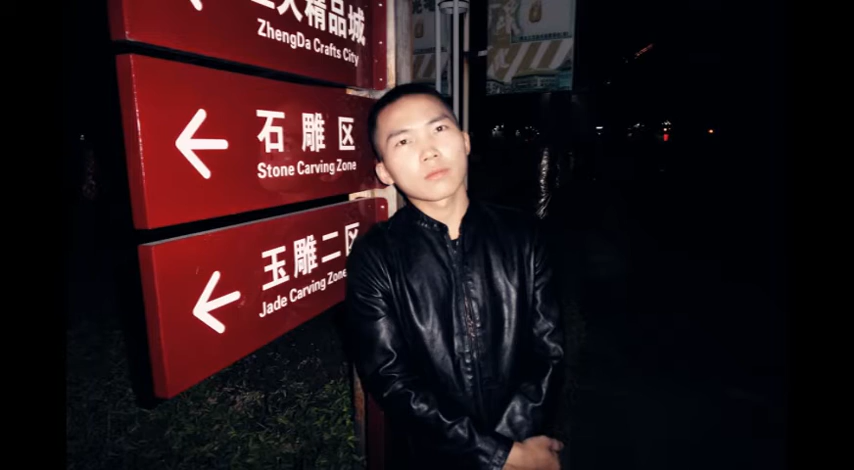 精品城
ZhengDa Crafts City
石雕区
Stone Carving Zone
玉雕二区
Jade Carving Zone